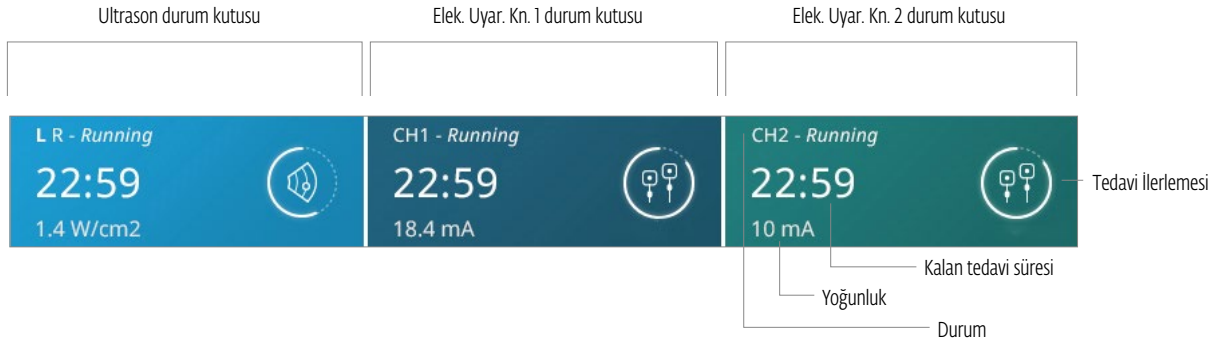 Ultrason durum kutusu
Elek. Uyar. Kn. 1 durum kutusu
Elek. Uyar. Kn. 2 durum kutusu
L R - Running
22:59
1.4 W/cm2
CH1 - Running
22:59
18.4 mA
CH2 - Running
22:59
10 mA
Tedavi İlerlemesi
Kalan tedavi süresi
Yoğunluk
Durum